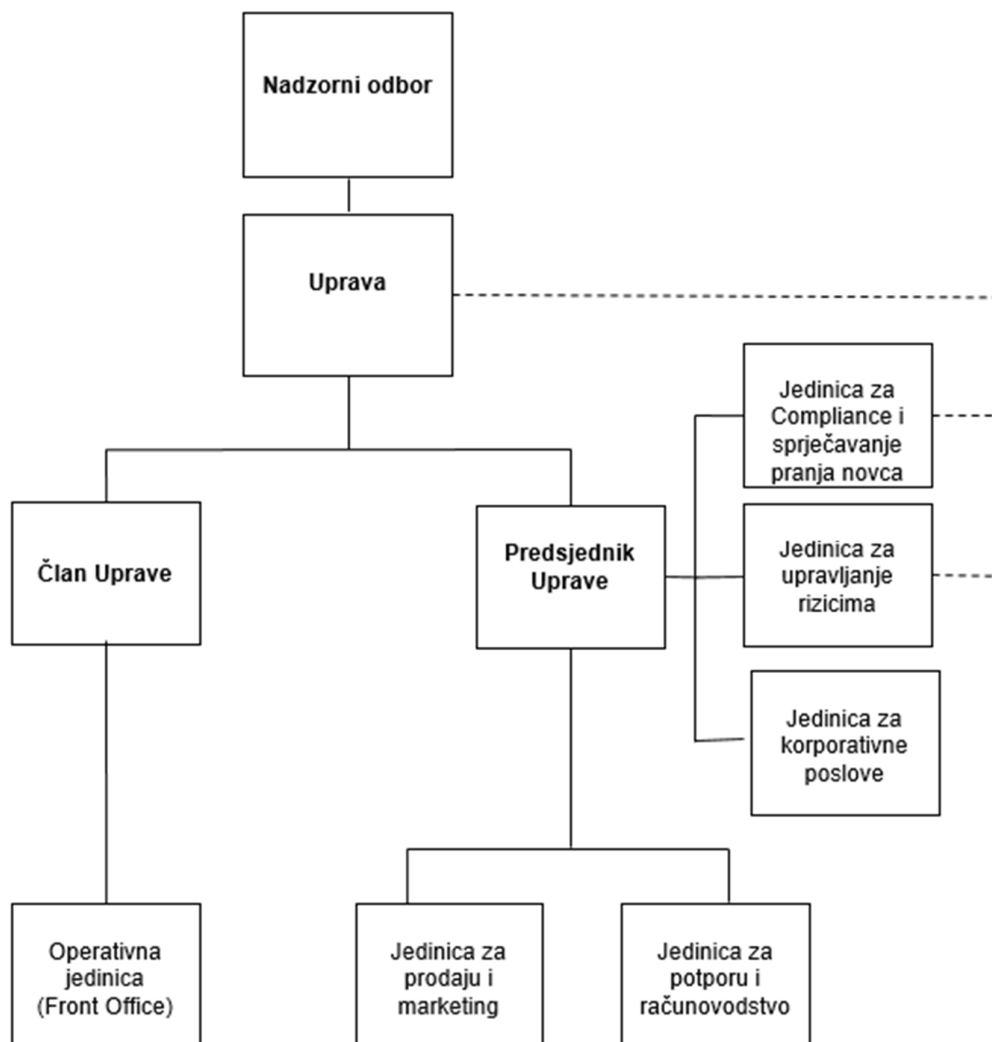 Nadzorni odbor
Uprava
Član Uprave
Predsjednik
Uprave
Jedinica za
Compliance i
sprječavanje
pranja novca
Jedinica za
upravljanje
rizicima
Jedinica za
korporativne
poslove
Operativna
jedinica
(Front Office)
Jedinica za
prodaju i
marketing
Jedinica za
potporu i
računovodstvo